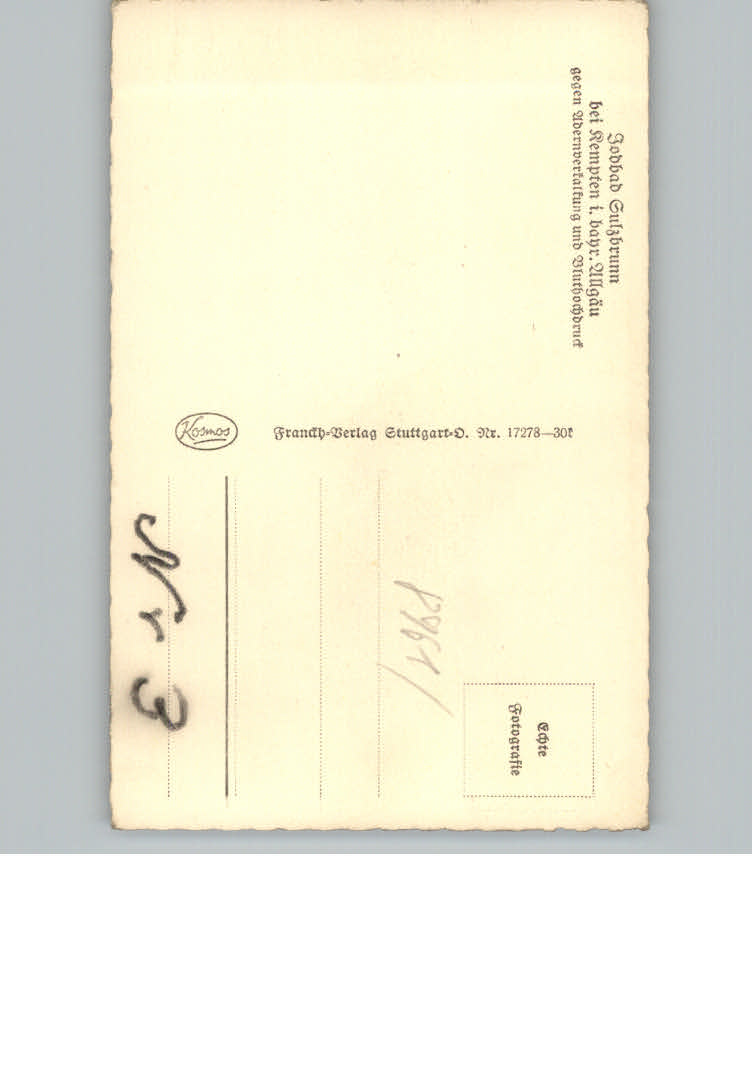 Jodbad Sulzbrunn
bei Kempten i. bayr. Allgäu
gegen Adernverkalkung und Bluthochdruck
Kosmos
Franckh-Verlag Stuttgart-O. Nr. 17278—30k
Echte
Fotografie
Nr 3